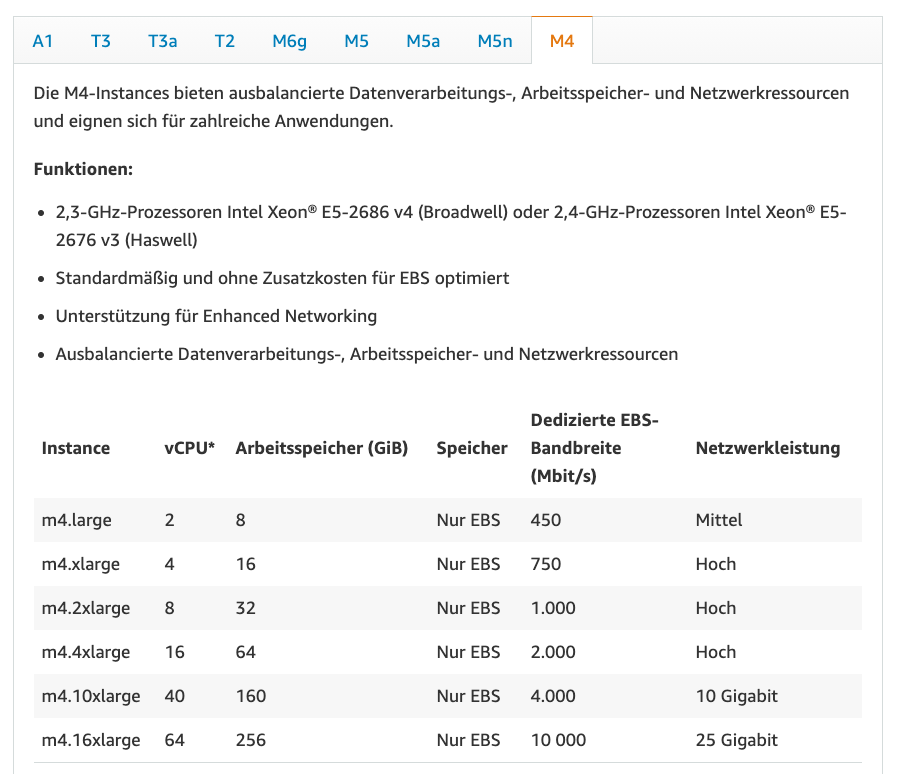 A1 T3 T3a T2 M6g M5 M5a M5n M4
Die M4-Instances bieten ausbalancierte Datenverarbeitungs-, Arbeitsspeicher- und Netzwerkressourcen
und eignen sich für zahlreiche Anwendungen.
Funktionen:
• 2,3-GHz-Prozessoren Intel Xeon® E5-2686 v4 (Broadwell) oder 2,4-GHz-Prozessoren Intel Xeon® E5-
2676 v3 (Haswell)
• Standardmäßig und ohne Zusatzkosten für EBS optimiert
• Unterstützung für Enhanced Networking
• Ausbalancierte Datenverarbeitungs-, Arbeitsspeicher- und Netzwerkressourcen
Instance vCPU* Arbeitsspeicher (GiB) Speicher Dedizierte EBS-
Bandbreite
(Mbit/s) Netzwerkleistung
m4.large 2 8 Nur EBS 450 Mittel
m4.xlarge 4 16 Nur EBS 750 Hoch
m4.2xlarge 8 32 Nur EBS 1.000 Hoch
m4.4xlarge 16 64 Nur EBS 2.000 Hoch
m4.10xlarge 40 160 Nur EBS 4.000 10 Gigabit
m4.16xlarge 64 256 Nur EBS 10 000 25 Gigabit